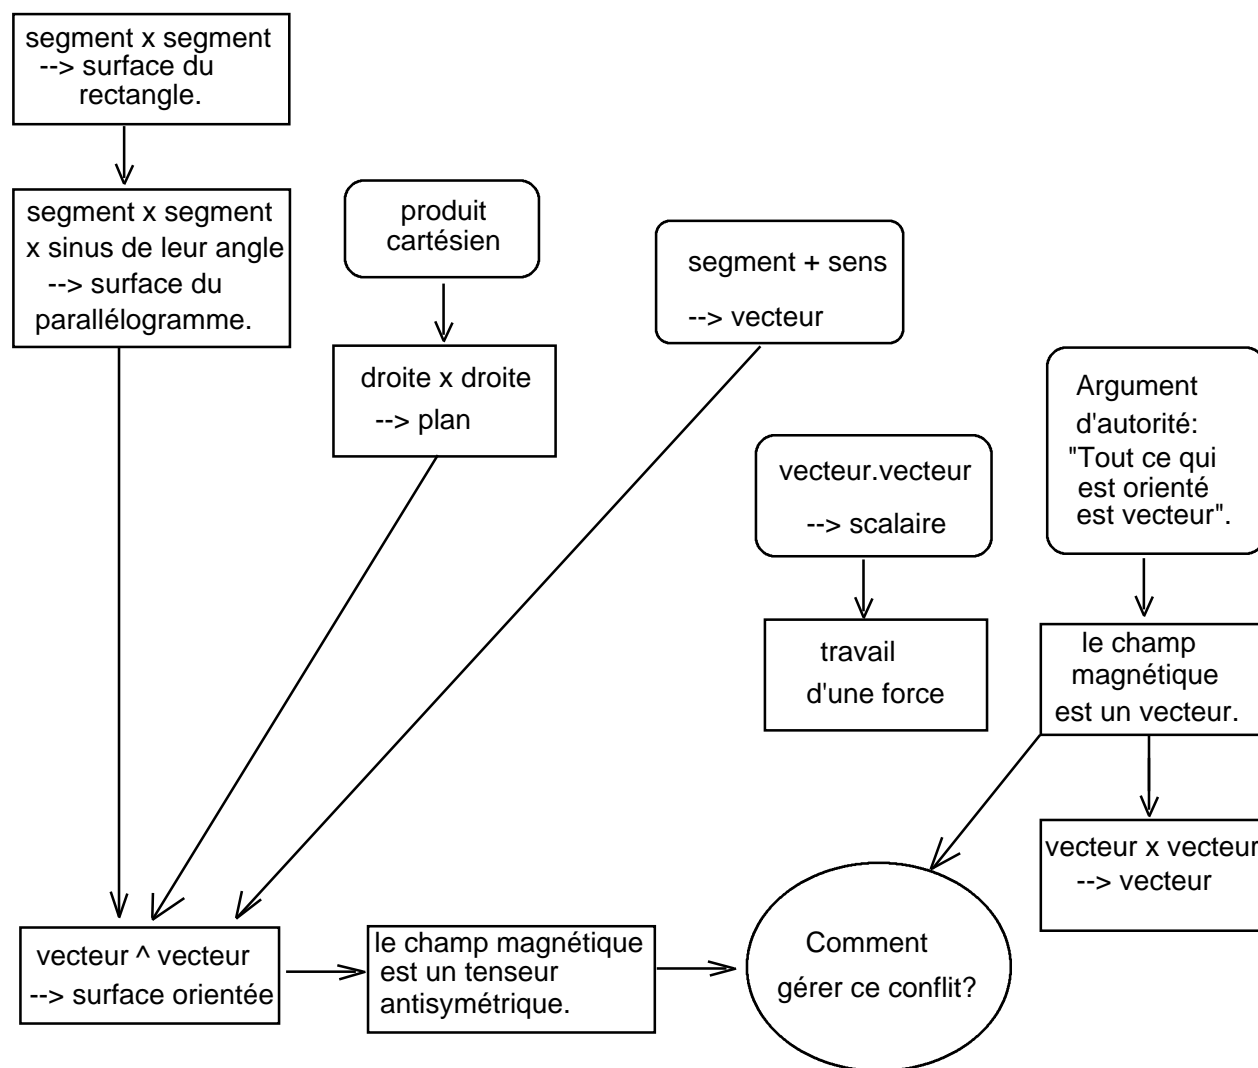 segment x segment
--> surface du
rectangle.
segment x segment
x sinus de leur angle
--> surface du
parallélogramme.
produit
cartésien
droite x droite
--> plan
segment + sens
--> vecteur
vecteur.vecteur
--> scalaire
travail
d'une force
Argument
d'autorité:
"Tout ce qui
est orienté
est vecteur".
le champ
magnétique
est un vecteur.
vecteur x vecteur
--> vecteur
vecteur ^ vecteur
--> surface orientée
le champ magnétique
est un tenseur
antisymétrique.
Comment
gérer ce conflit?